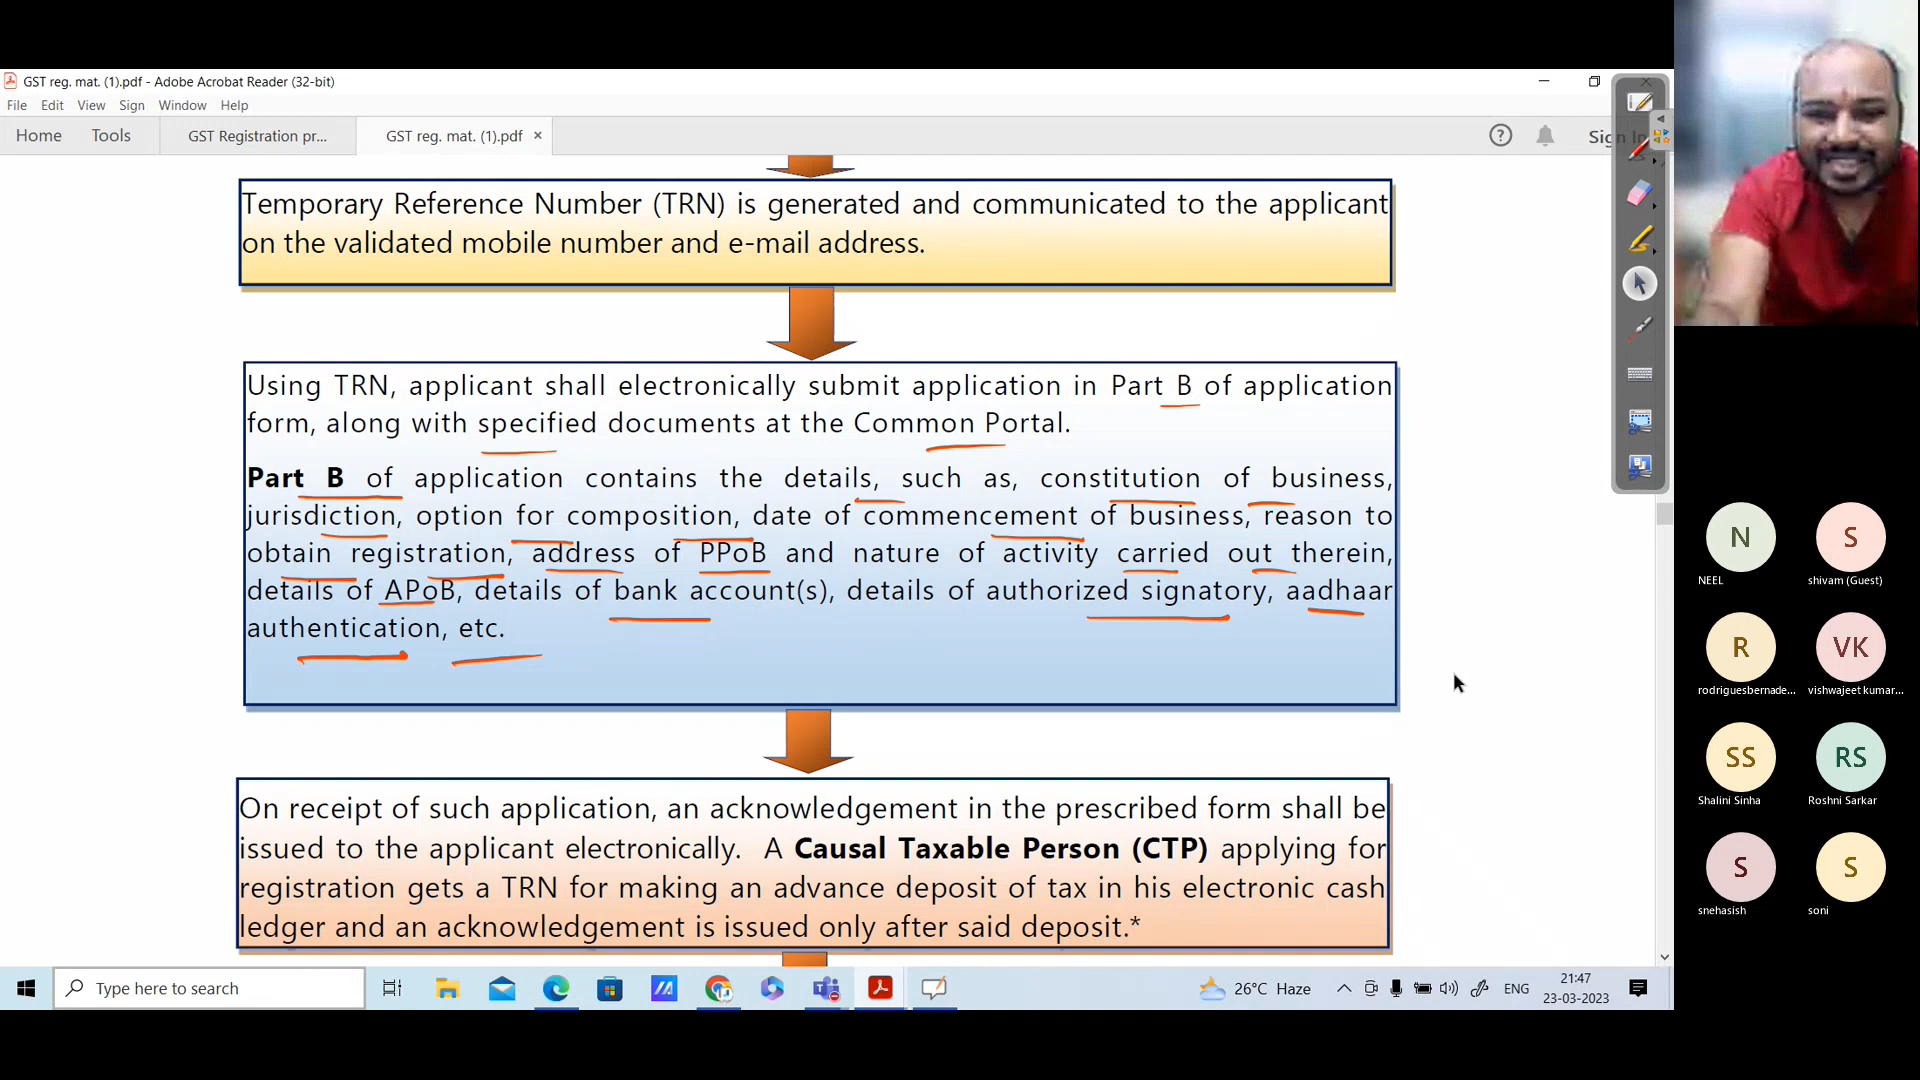 GST reg. mat. (1).pdf - Adobe Acrobat Reader (32-bit)
File Edit View Sign Window Help
Home Tools GST Registration pr... GST reg. mat. (1).pdf × Sign In
Temporary Reference Number (TRN) is generated and communicated to the applicant
on the validated mobile number and e-mail address.
Using TRN, applicant shall electronically submit application in Part B of application
form, along with specified documents at the Common Portal.
Part B of application contains the details, such as, constitution of business,
jurisdiction, option for composition, date of commencement of business, reason to
obtain registration, address of PPoB and nature of activity carried out therein,
details of APoB, details of bank account(s), details of authorized signatory, aadhaar
authentication, etc.
On receipt of such application, an acknowledgement in the prescribed form shall be
issued to the applicant electronically. A Causal Taxable Person (CTP) applying for
registration gets a TRN for making an advance deposit of tax in his electronic cash
ledger and an acknowledgement is issued only after said deposit.*
N S
NEEL shivam (Guest)
R VK
rodriguesbernade... vishwajeet kumar...
SS RS
Shalini Sinha Roshni Sarkar
S S
snehasish soni
Type here to search
26°C Haze
ENG
21:47
23-03-2023